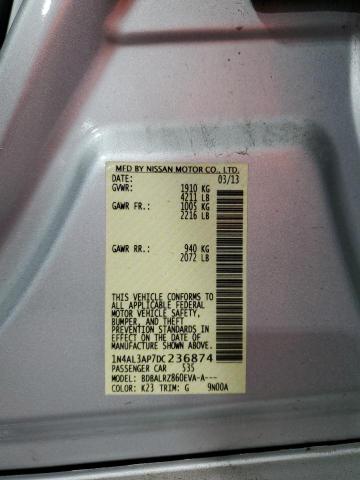 MFD BY NISSAN MOTOR CO., LTD.
DATE: 03/13
GVWR: 1910 KG
4211 LB
GAWR FR.: 1005 KG
2216 LB
GAWR RR.: 940 KG
2072 LB
THIS VEHICLE CONFORMS TO
ALL APPLICABLE FEDERAL
MOTOR VEHICLE SAFETY,
BUMPER, AND THEFT
PREVENTION STANDARDS IN
EFFECT ON THE DATE OF
MANUFACTURE SHOWN ABOVE.
1N4AL3AP7DC236874
PASSENGER CAR 535
MODEL: BDBALRZ860EVA-A---
COLOR: K23 TRIM: G 9N00A